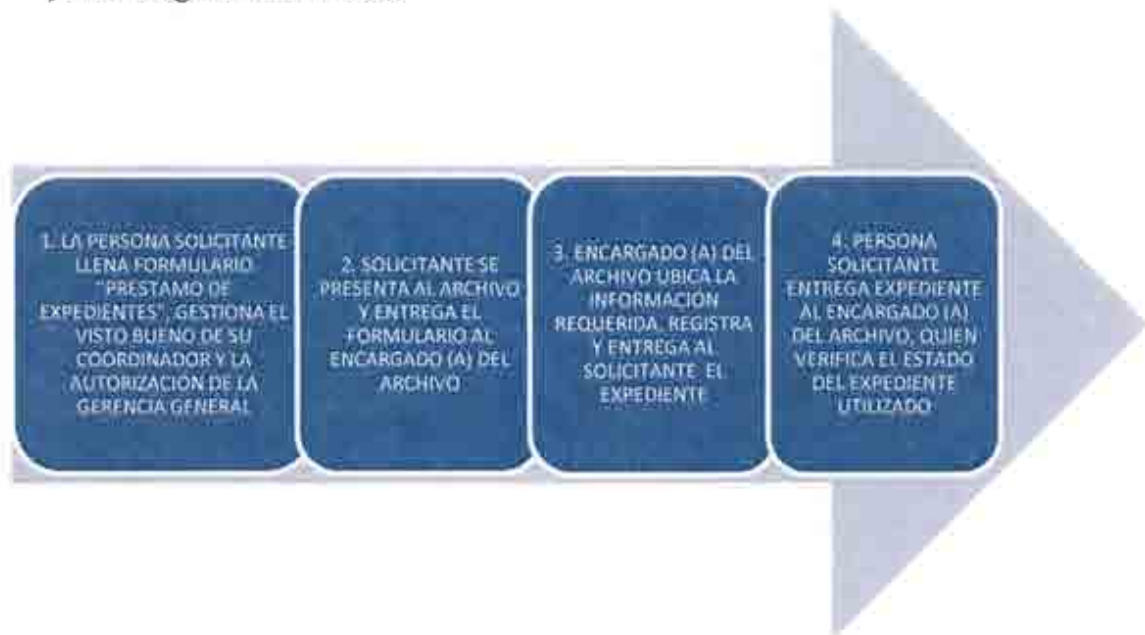 1. LA PERSONA SOLICITANTE
LLENA FORMULARIO
"PRESTAMO DE
EXPEDIENTES", GESTIONA EL
VISTO BUENO DE SU
COORDINADOR Y LA
AUTORIZACION DE LA
GERENCIA GENERAL
2. SOLICITANTE SE
PRESENTA AL ARCHIVO
Y ENTREGA EL
FORMULARIO AL
ENCARGADO (A) DEL
ARCHIVO
3. ENCARGADO (A) DEL
ARCHIVO UBICA LA
INFORMACIÓN
REQUERIDA, REGISTRA
Y ENTREGA AL
SOLICITANTE EL
EXPEDIENTE
4. PERSONA
SOLICITANTE
ENTREGA EXPEDIENTE
AL ENCARGADO (A)
DEL ARCHIVO, QUIEN
VERIFICA EL ESTADO
DEL EXPEDIENTE
UTILIZADO